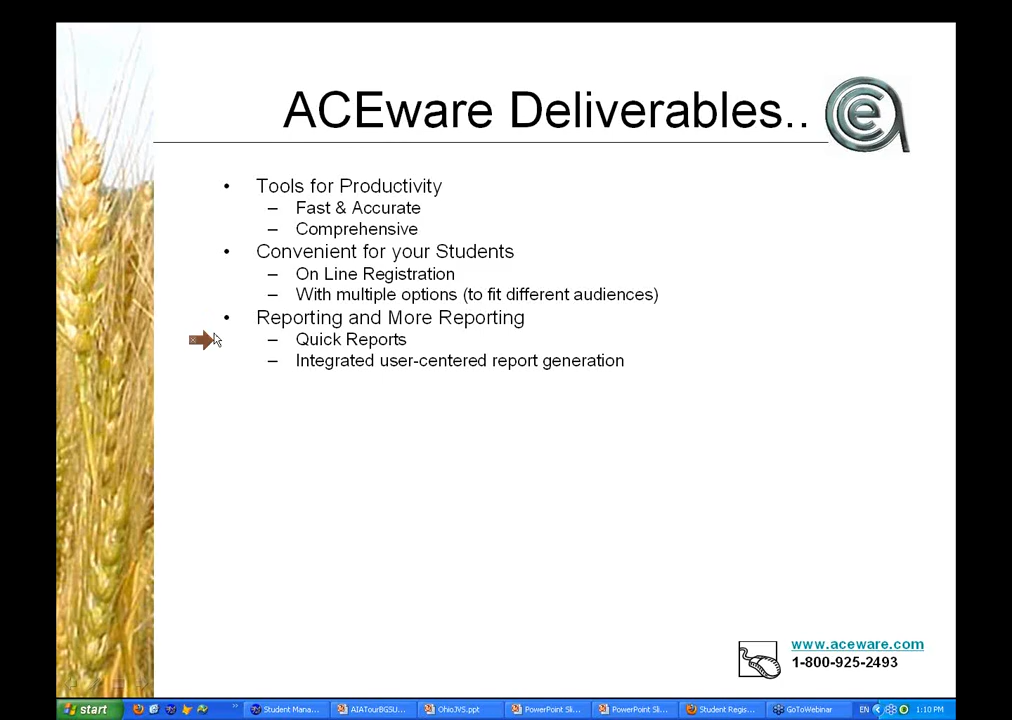 ACEware Deliverables..
• Tools for Productivity
– Fast & Accurate
– Comprehensive
• Convenient for your Students
– On Line Registration
– With multiple options (to fit different audiences)
• Reporting and More Reporting
– Quick Reports
– Integrated user-centered report generation
www.aceware.com
1-800-925-2493
start » Student Mana... AIATourBGSU... OhioJVS.ppt PowerPoint Sli... PowerPoint Sli... Student Regis... GoToWebinar EN 1:10 PM